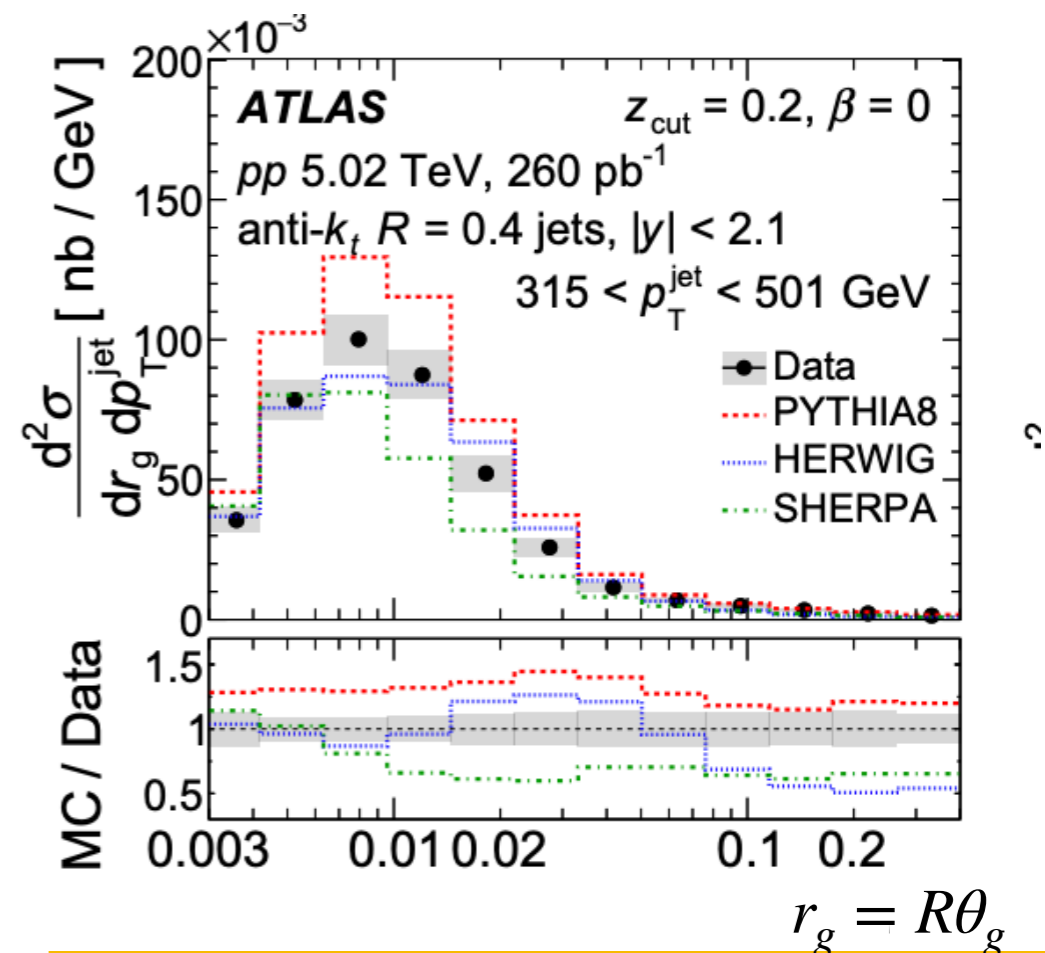 ×10⁻³
200
ATLAS
z_cut = 0.2, β = 0
pp 5.02 TeV, 260 pb⁻¹
150
anti-k_t R = 0.4 jets, |y| < 2.1
315 < p_T^jet < 501 GeV
100
Data
PYTHIA8
HERWIG
SHERPA
50
0
d²σ / dr_g dp_T^jet [ nb / GeV ]
1.5
1
0.5
MC / Data
0.003 0.01 0.02 0.1 0.2
r_g = Rθ_g